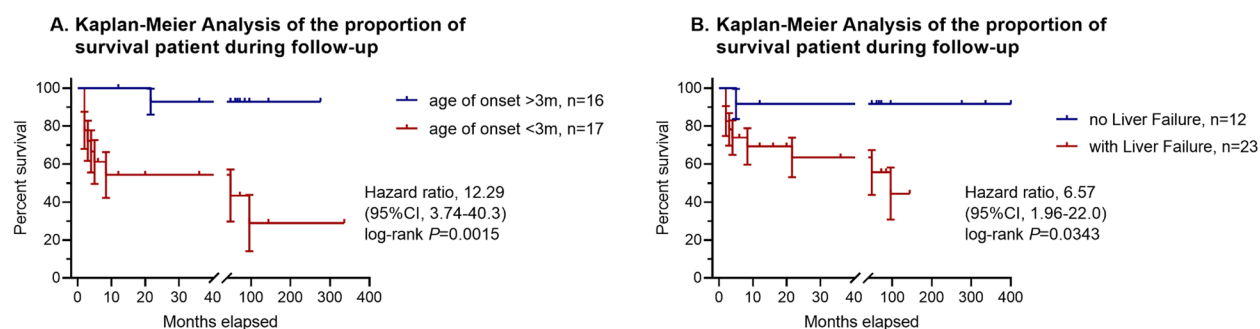 A. Kaplan-Meier Analysis of the proportion of
survival patient during follow-up
100
80
60
40
20
0
Percent survival
0 10 20 30 40 100 200 300 400
Months elapsed
age of onset >3m, n=16
age of onset <3m, n=17
Hazard ratio, 12.29
(95%CI, 3.74-40.3)
log-rank P=0.0015
B. Kaplan-Meier Analysis of the proportion of
survival patient during follow-up
100
80
60
40
20
0
Percent survival
0 10 20 30 40 100 200 300 400
Months elapsed
no Liver Failure, n=12
with Liver Failure, n=23
Hazard ratio, 6.57
(95%CI, 1.96-22.0)
log-rank P=0.0343